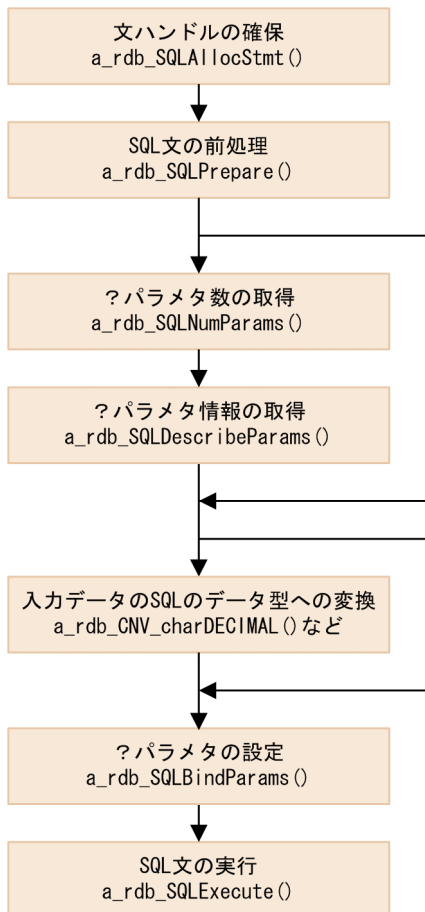 文ハンドルの確保
a_rdb_SQLAllocStmt()
SQL文の前処理
a_rdb_SQLPrepare()
？パラメタ数の取得
a_rdb_SQLNumParams()
？パラメタ情報の取得
a_rdb_SQLDescribeParams()
入力データのSQLのデータ型への変換
a_rdb_CNV_charDECIMAL()など
？パラメタの設定
a_rdb_SQLBindParams()
SQL文の実行
a_rdb_SQLExecute()